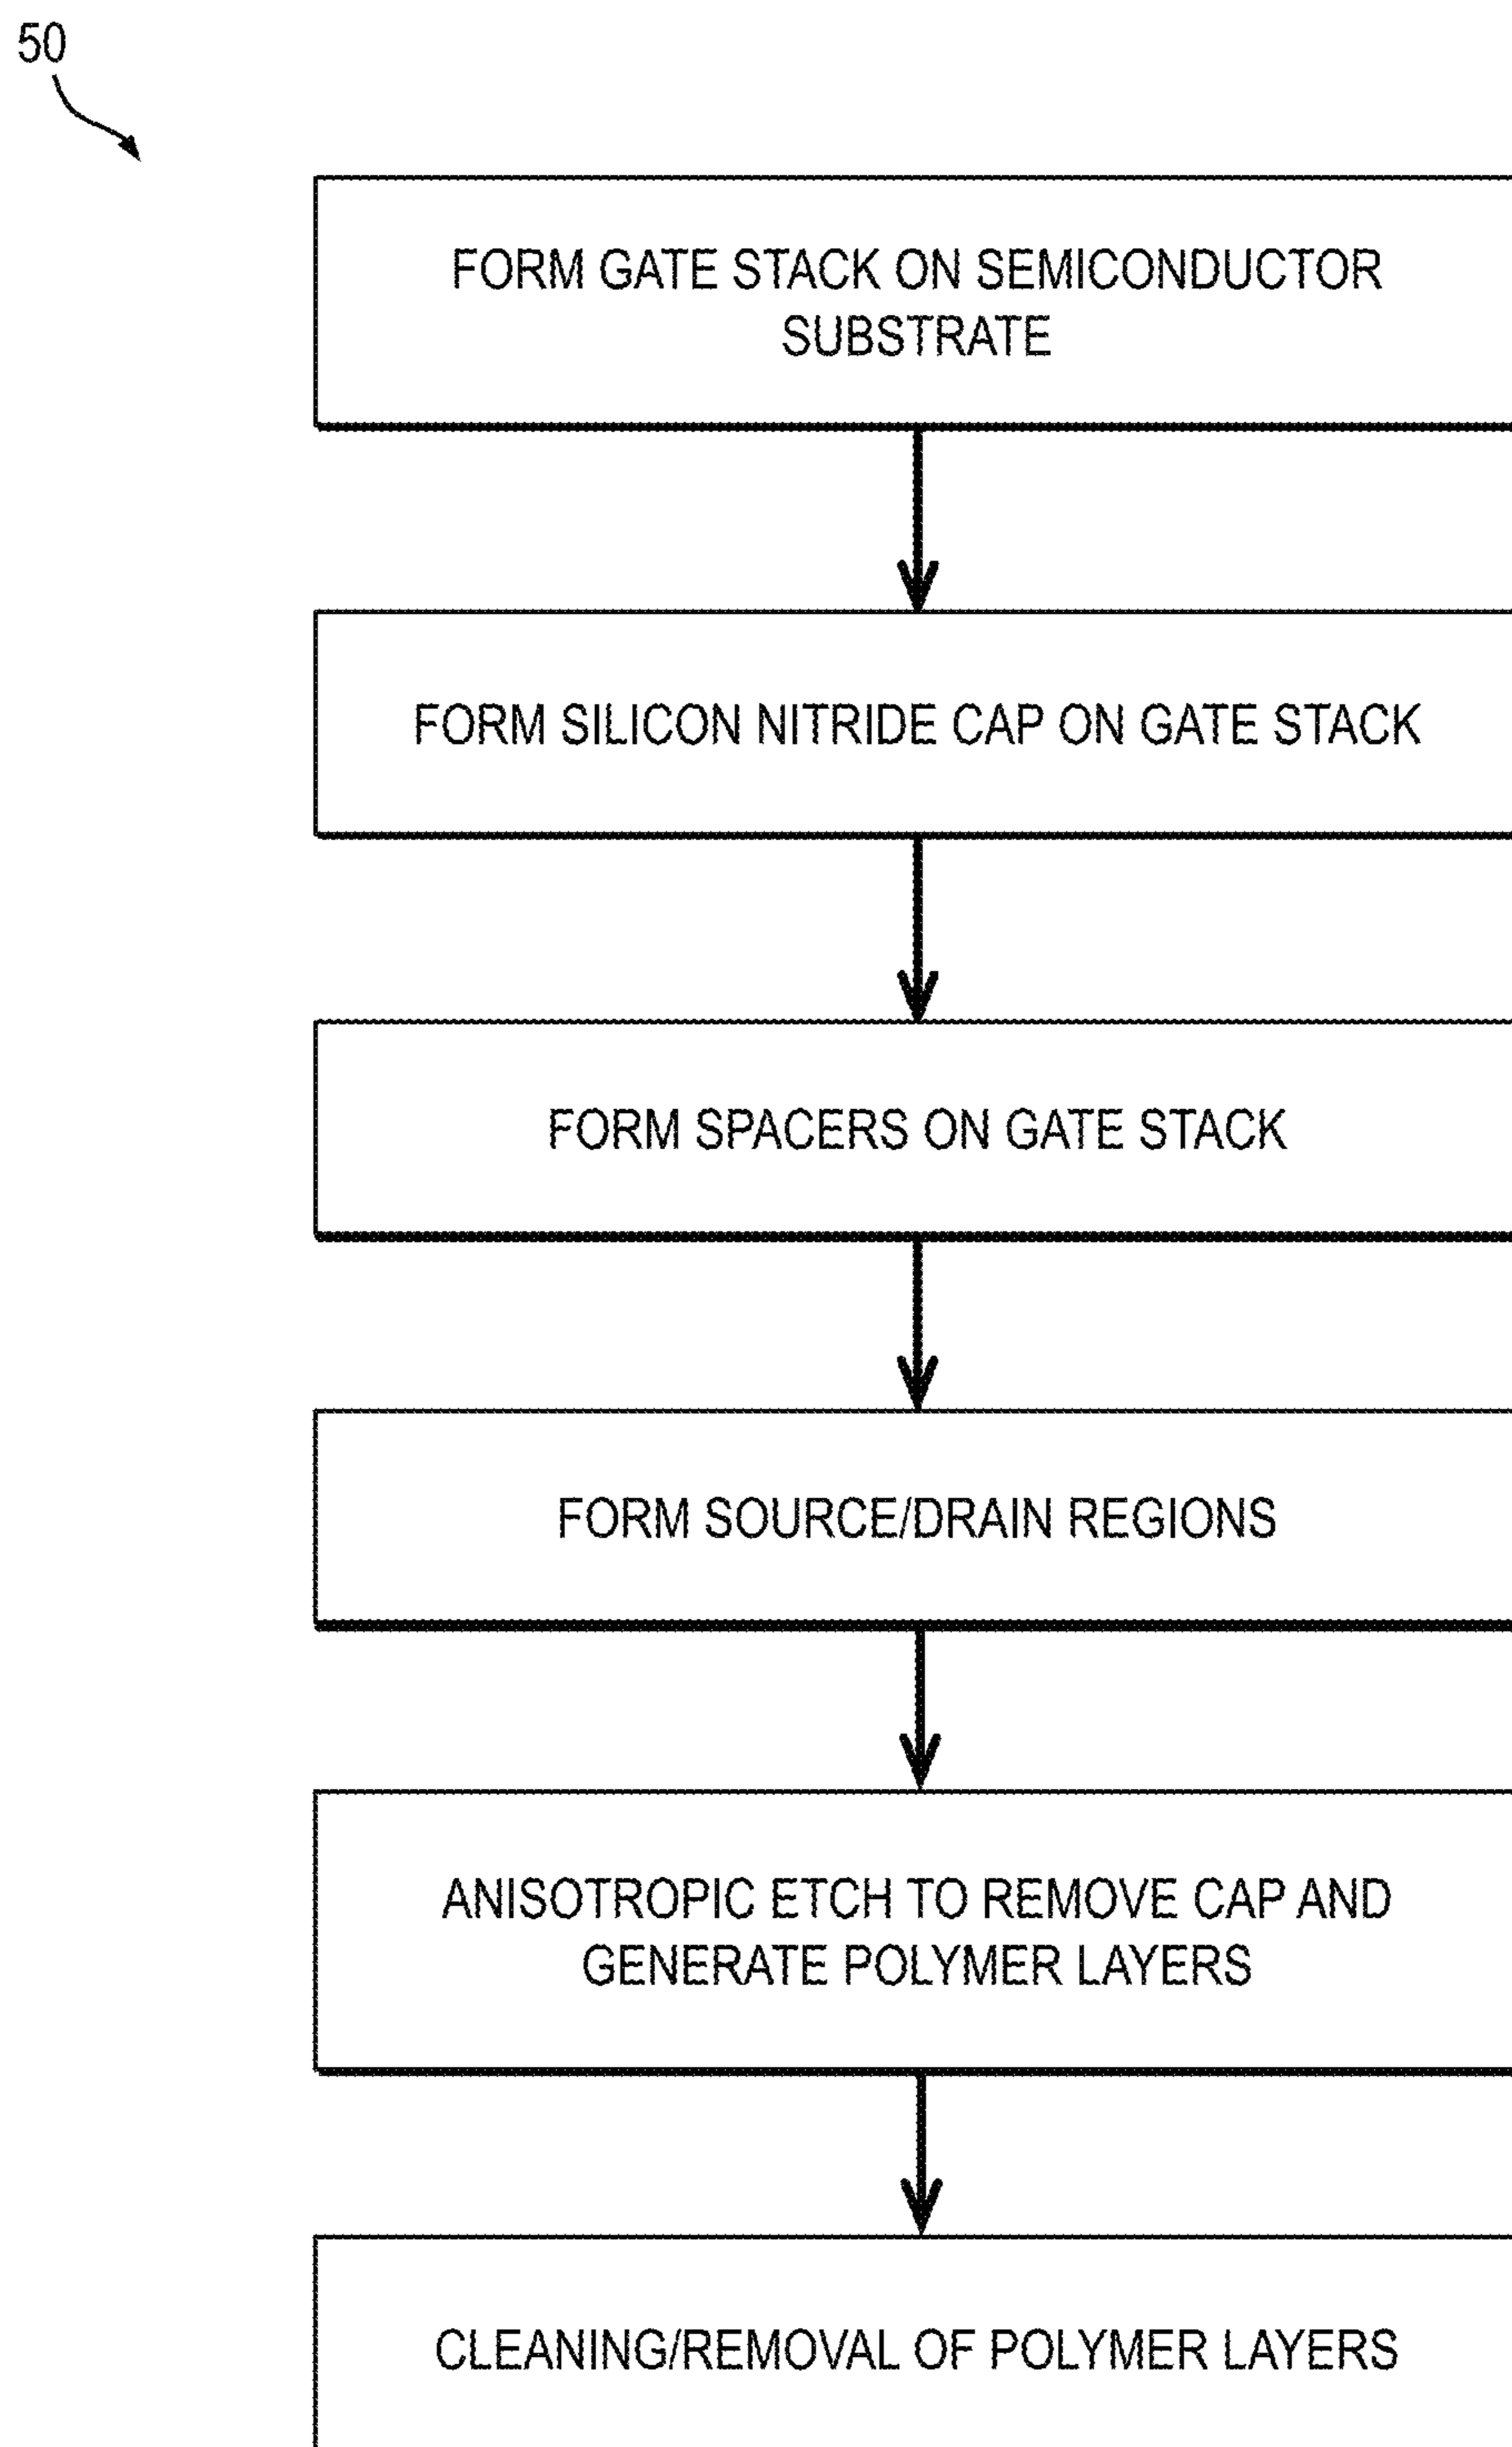 50
FORM GATE STACK ON SEMICONDUCTOR
SUBSTRATE
FORM SILICON NITRIDE CAP ON GATE STACK
FORM SPACERS ON GATE STACK
FORM SOURCE/DRAIN REGIONS
ANISOTROPIC ETCH TO REMOVE CAP AND
GENERATE POLYMER LAYERS
CLEANING/REMOVAL OF POLYMER LAYERS